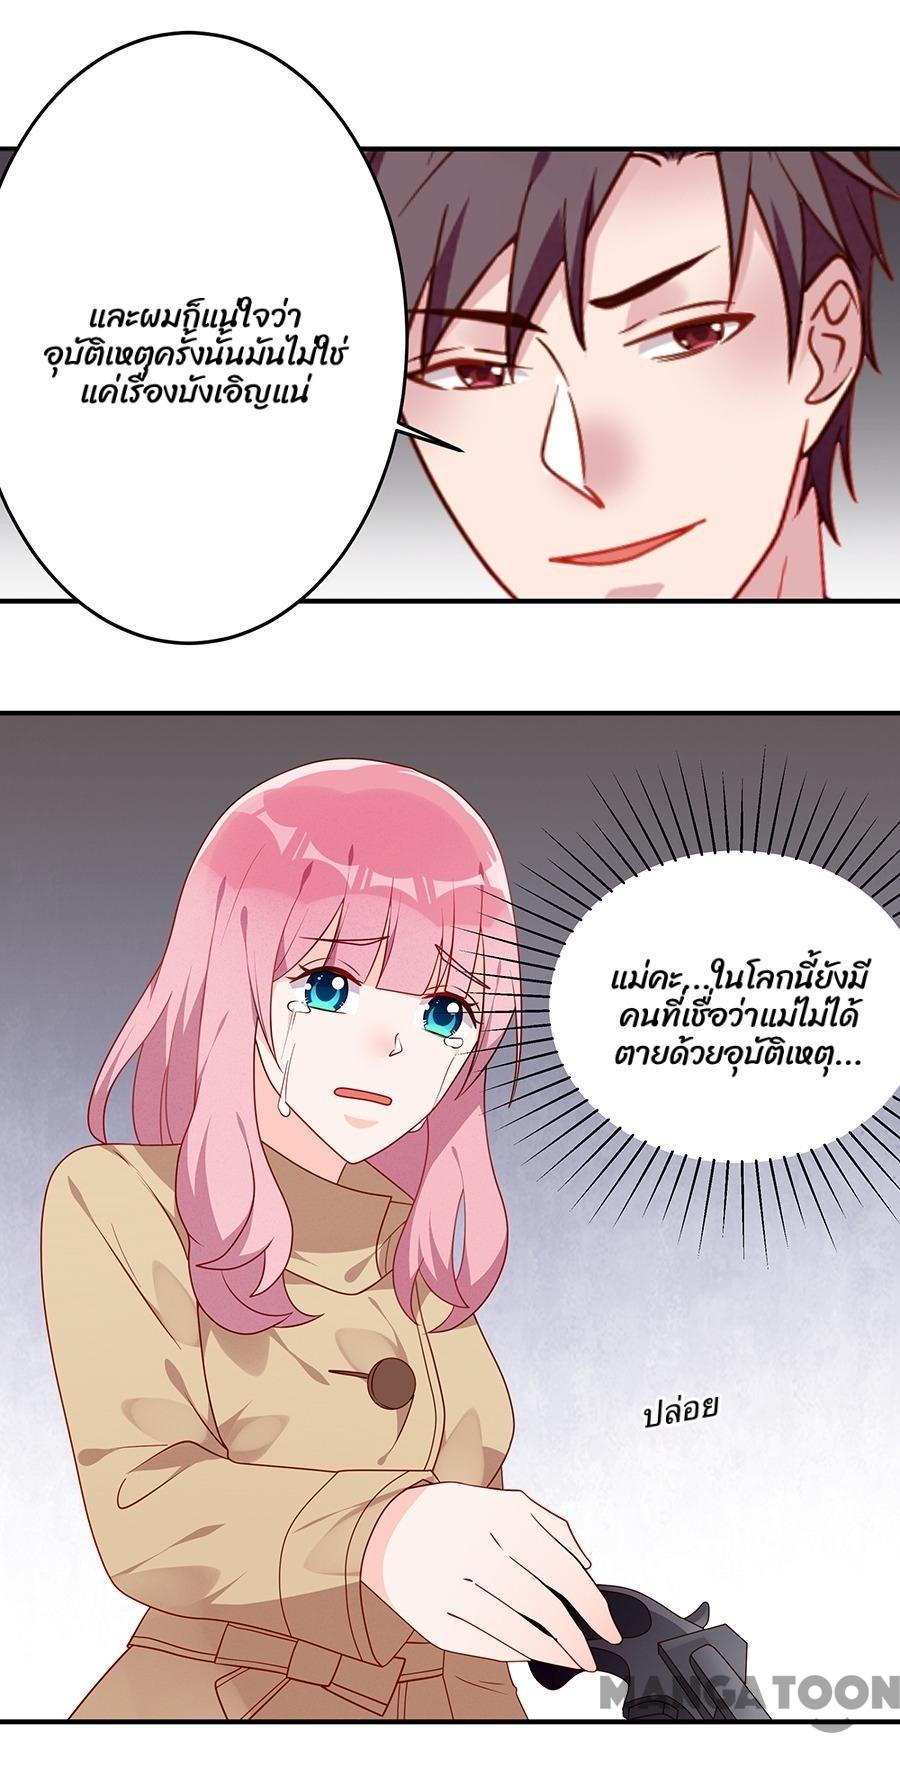 และผมก็แน่ใจว่า
อุบัติเหตุครั้งนั้นมันไม่ใช่
แค่เรื่องบังเอิญแน่
แม่คะ...ในโลกนี้ยังมี
คนที่เชื่อว่าแม่ไม่ได้
ตายด้วยอุบัติเหตุ...
ปล่อย
MANGATOON